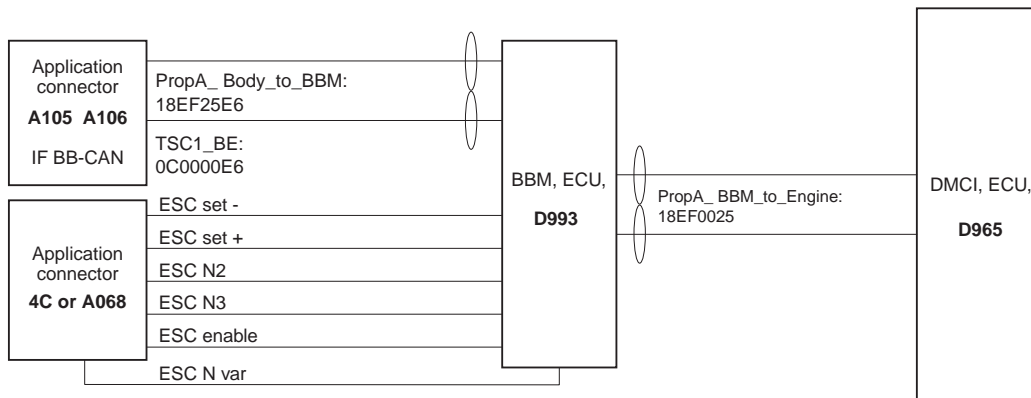 Application
connector
A105 A106
IF BB-CAN
PropA_ Body_to_BBM:
18EF25E6
TSC1_BE:
0C0000E6
Application
connector
4C or A068
ESC set -
ESC set +
ESC N2
ESC N3
ESC enable
ESC N var
BBM, ECU,
D993
PropA_ BBM_to_Engine:
18EF0025
DMCI, ECU,
D965